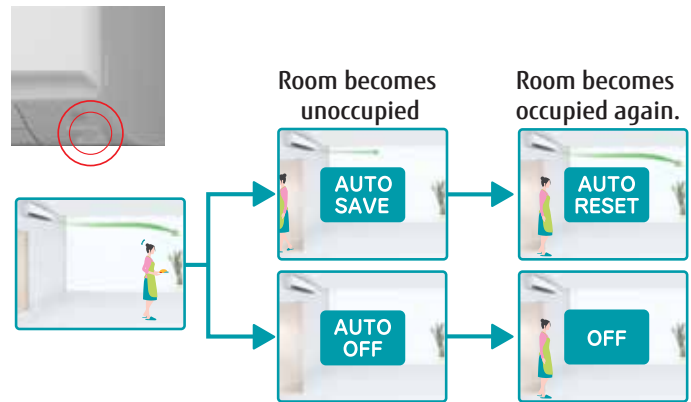 Room becomes
unoccupied
Room becomes
occupied again.
AUTO
SAVE
AUTO
RESET
AUTO
OFF
OFF